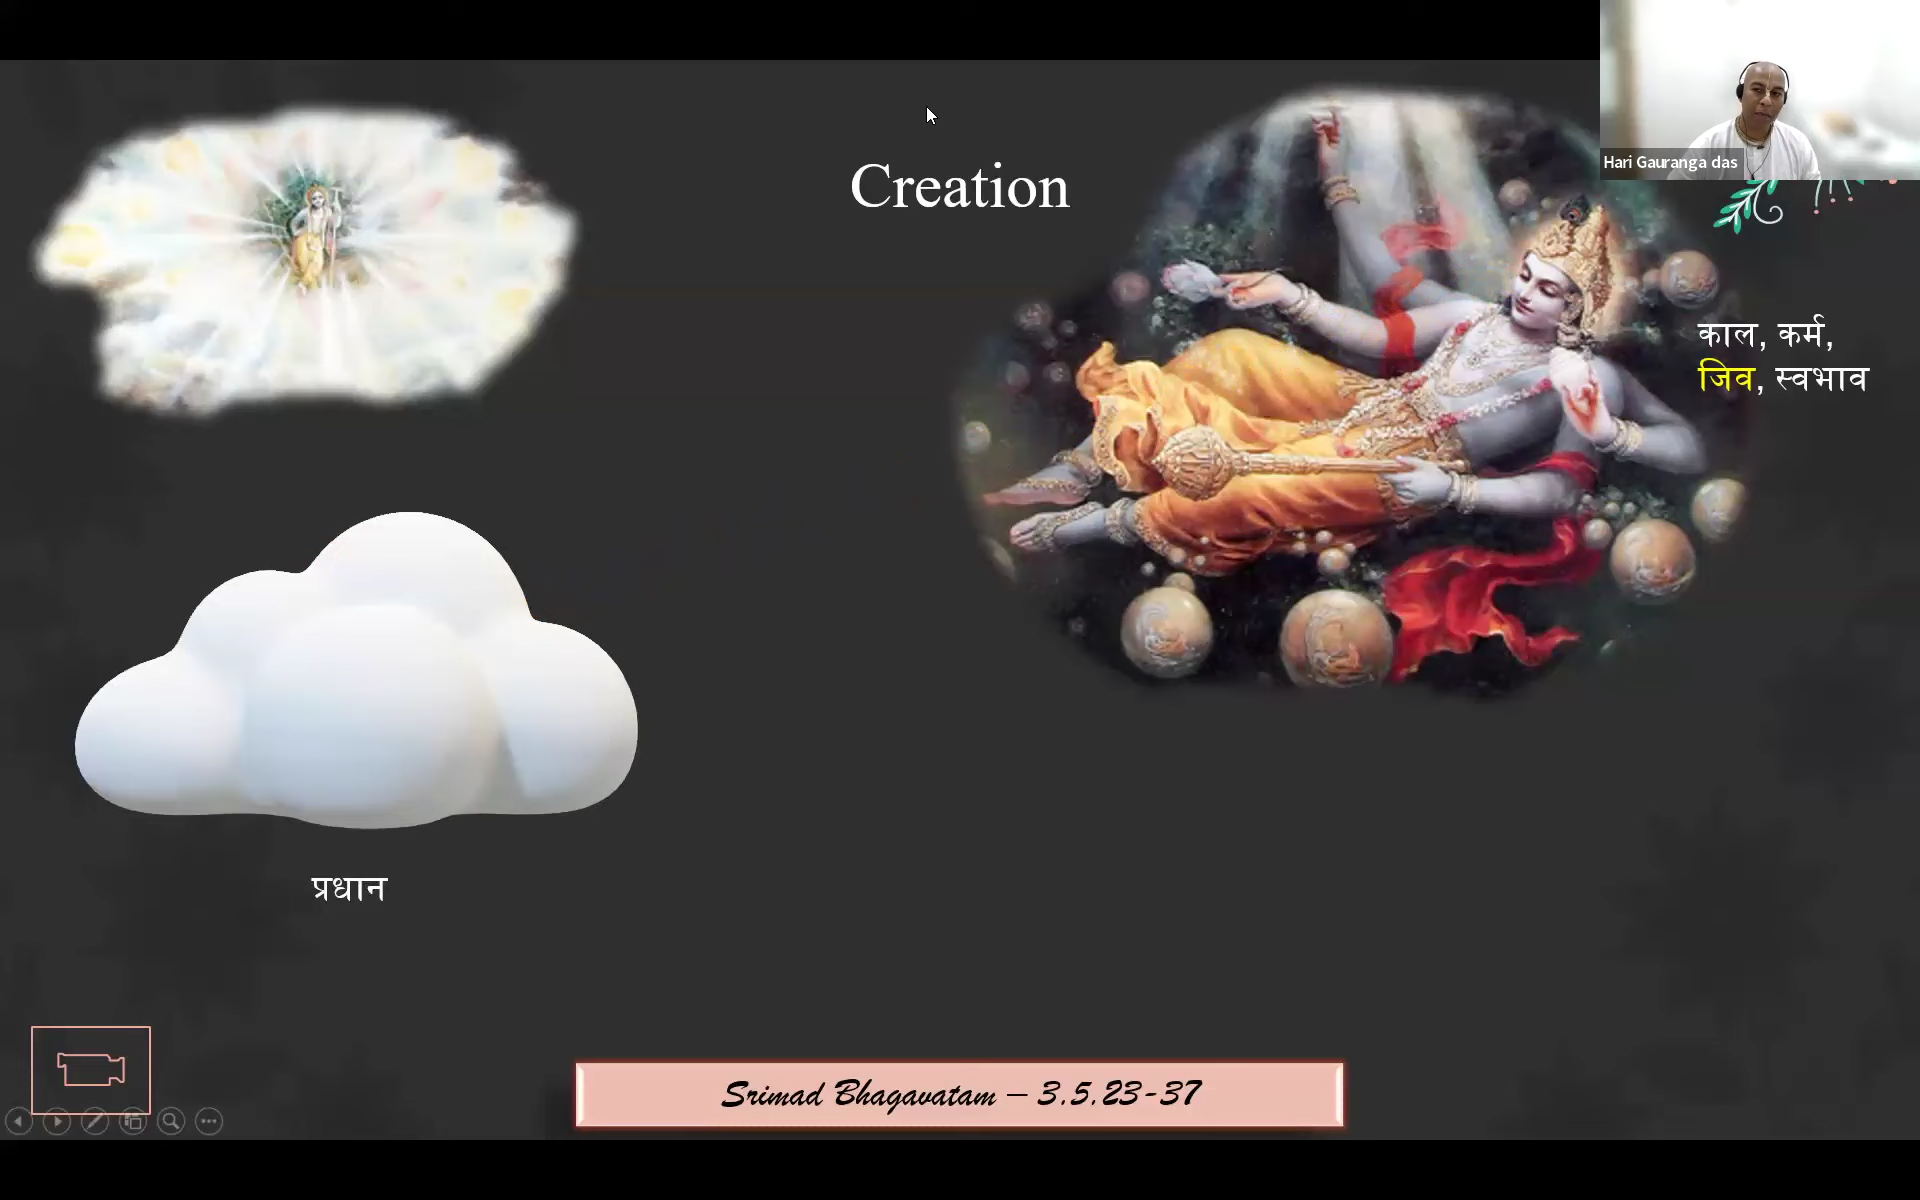 Hari Gauranga das
Creation
काल, कर्म,
जिव, स्वभाव
प्रधान
Srimad Bhagavatam – 3.5.23-37